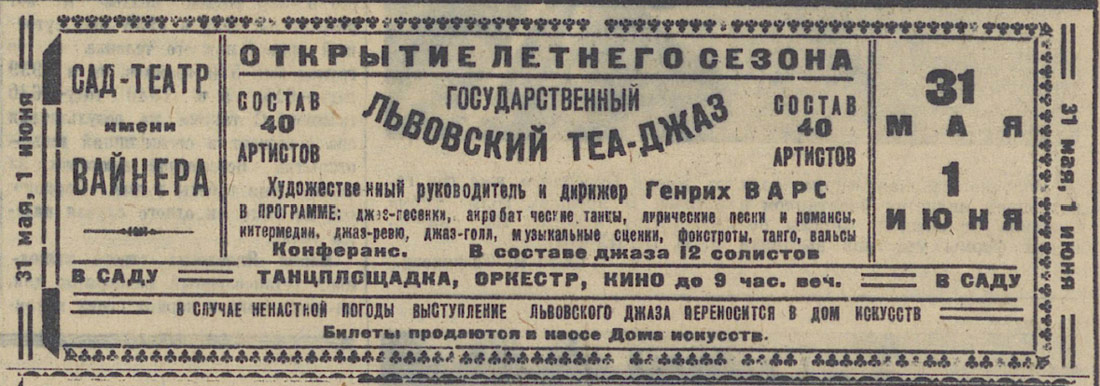 31 мая, 1 июня
САД-ТЕАТР
имени
ВАЙНЕРА
ОТКРЫТИЕ ЛЕТНЕГО СЕЗОНА
СОСТАВ
40
АРТИСТОВ
ГОСУДАРСТВЕННЫЙ
ЛЬВОВСКИЙ ТЕА-ДЖАЗ
СОСТАВ
40
АРТИСТОВ
Художественный руководитель и дирижер Генрих ВАРС
В ПРОГРАММЕ: джаз-песенки, акробатические танцы, лирические песни и романсы,
интермедии, джаз-ревю, джаз-голл, музыкальные сценки, фокстроты, танго, вальсы
Конферанс. В составе джаза 12 солистов
31
МАЯ
1
ИЮНЯ
В САДУ ТАНЦПЛОЩАДКА, ОРКЕСТР, КИНО до 9 час. веч. В САДУ
В СЛУЧАЕ НЕНАСТНОЙ ПОГОДЫ ВЫСТУПЛЕНИЕ ЛЬВОВСКОГО ДЖАЗА ПЕРЕНОСИТСЯ В ДОМ ИСКУССТВ
Билеты продаются в кассе Дома искусств.
31 мая, 1 июня